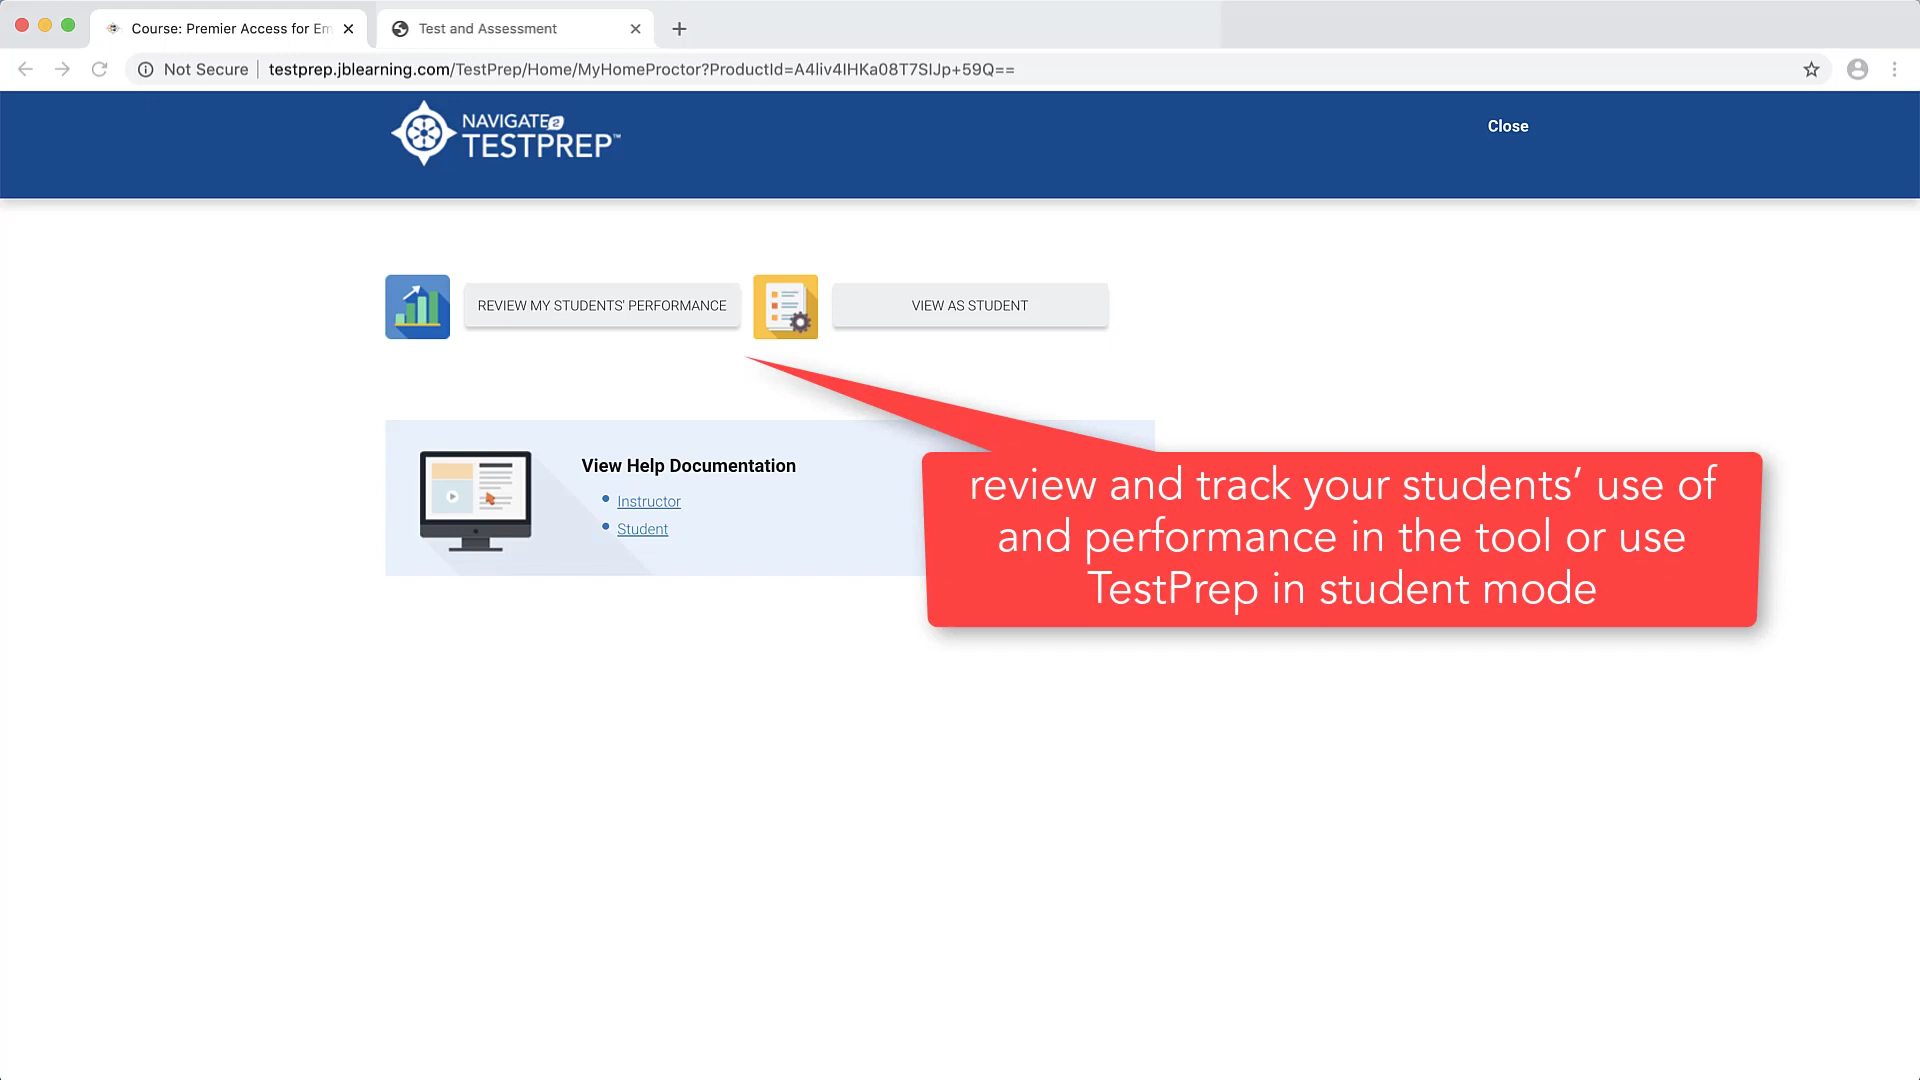 Course: Premier Access for Em
Test and Assessment
Not Secure
testprep.jblearning.com/TestPrep/Home/MyHomeProctor?ProductId=A4liv4IHKa08T7SIJp+59Q==
NAVIGATE 2
TESTPREP™
Close
REVIEW MY STUDENTS' PERFORMANCE
VIEW AS STUDENT
View Help Documentation
Instructor
Student
review and track your students’ use of
and performance in the tool or use
TestPrep in student mode